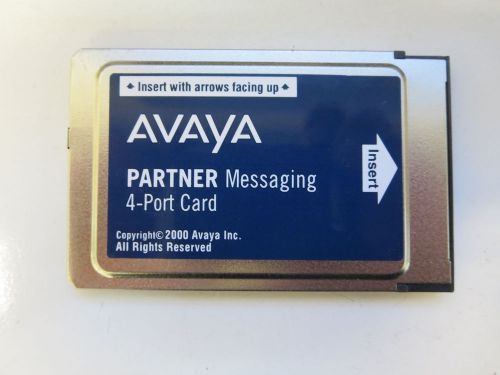 ♠ Insert with arrows facing up ♠
AVAYA
PARTNER Messaging
4-Port Card
Insert
Copyright©2000 Avaya Inc.
All Rights Reserved